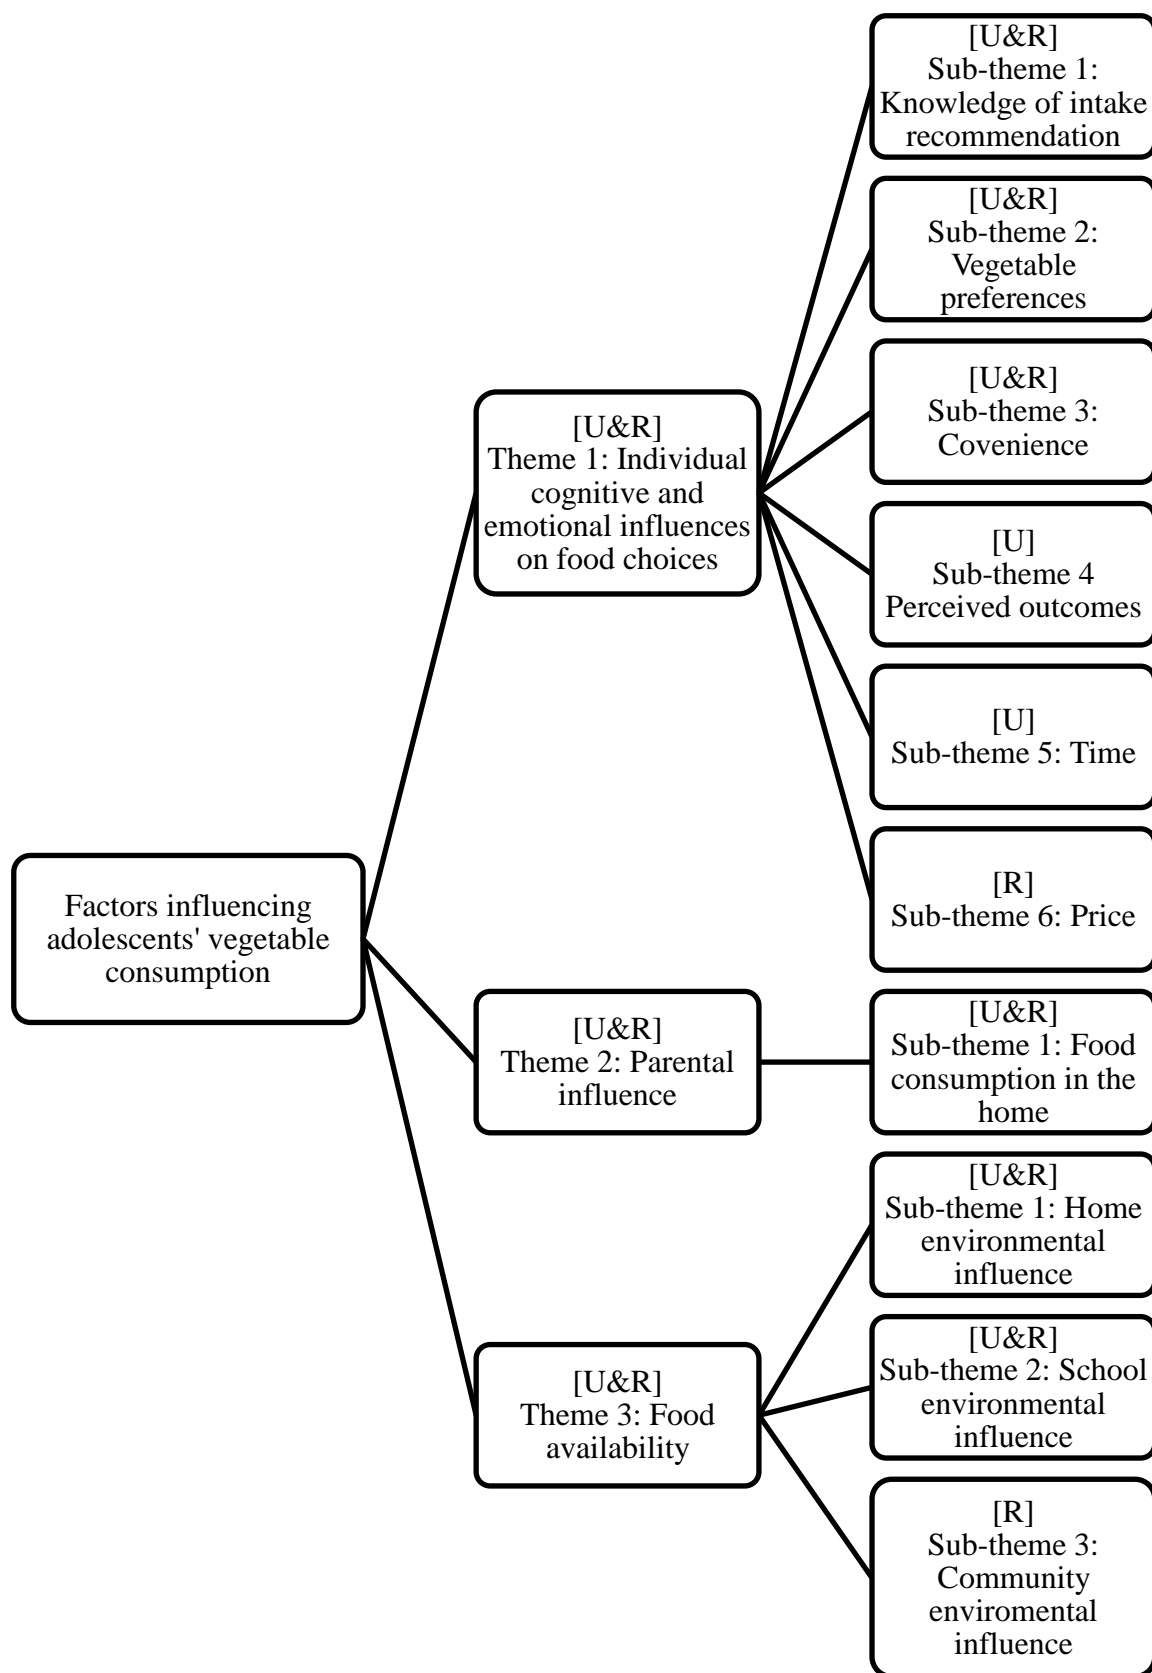 [U&R]
Sub-theme 1:
Knowledge of intake
recommendation
[U&R]
Sub-theme 2:
Vegetable
preferences
[U&R]
Sub-theme 3:
Covenience
[U&R]
Theme 1: Individual
cognitive and
emotional influences
on food choices
[U]
Sub-theme 4
Perceived outcomes
[U]
Sub-theme 5: Time
[R]
Sub-theme 6: Price
Factors influencing
adolescents' vegetable
consumption
[U&R]
Theme 2: Parental
influence
[U&R]
Sub-theme 1: Food
consumption in the
home
[U&R]
Sub-theme 1: Home
environmental
influence
[U&R]
Theme 3: Food
availability
[U&R]
Sub-theme 2: School
environmental
influence
[R]
Sub-theme 3:
Community
enviromental
influence